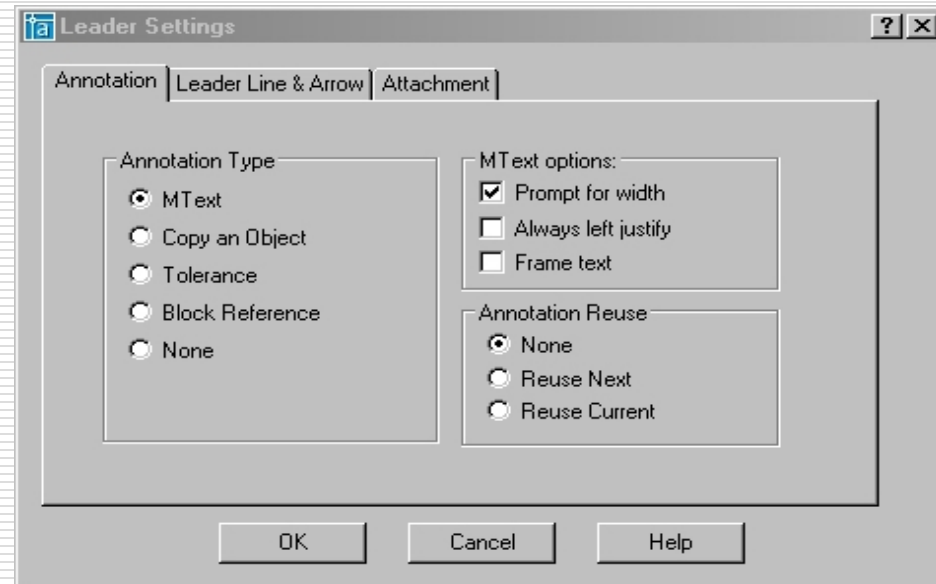 Leader Settings
Annotation
Leader Line & Arrow
Attachment
Annotation Type
MText
Copy an Object
Tolerance
Block Reference
None
MText options:
Prompt for width
Always left justify
Frame text
Annotation Reuse
None
Reuse Next
Reuse Current
OK
Cancel
Help